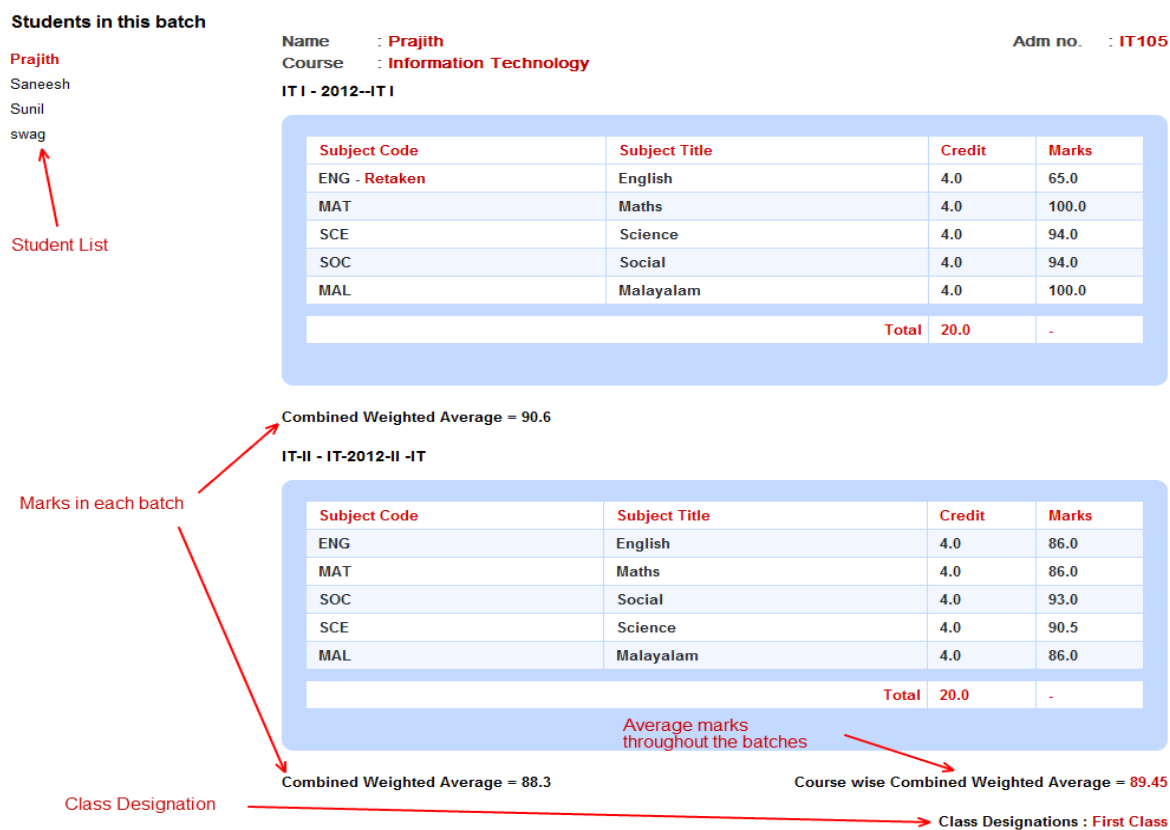 Students in this batch
Prajith
Saneesh
Sunil
swag
Student List
Name : Prajith Adm no. : IT105
Course : Information Technology
IT I - 2012--IT I
Subject Code Subject Title Credit Marks
ENG - Retaken English 4.0 65.0
MAT Maths 4.0 100.0
SCE Science 4.0 94.0
SOC Social 4.0 94.0
MAL Malayalam 4.0 100.0
Total 20.0 -
Combined Weighted Average = 90.6
Marks in each batch
IT-II - IT-2012-II -IT
Subject Code Subject Title Credit Marks
ENG English 4.0 86.0
MAT Maths 4.0 86.0
SOC Social 4.0 93.0
SCE Science 4.0 90.5
MAL Malayalam 4.0 86.0
Total 20.0 -
Average marks
throughout the batches
Combined Weighted Average = 88.3 Course wise Combined Weighted Average = 89.45
Class Designation
Class Designations : First Class